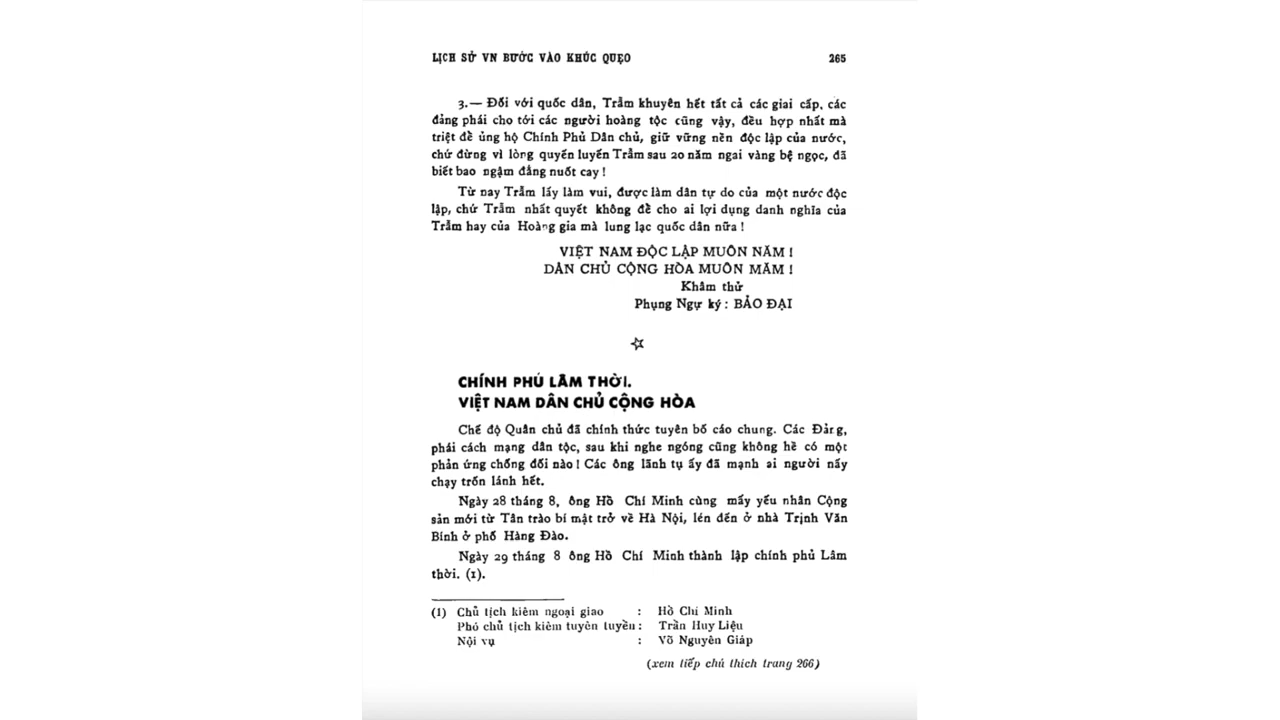 LỊCH SỬ VN BƯỚC VÀO KHÚC QUẸO 265
3.— Đối với quốc dân, Trẫm khuyên hết tất cả các giai cấp, các
đảng phái cho tới các người hoàng tộc cũng vậy, đều hợp nhất mà
triệt để ủng hộ Chính Phủ Dân chủ, giữ vững nền độc lập của nước,
chứ đừng vì lòng quyến luyến Trẫm sau 20 năm ngai vàng bệ ngọc, đã
biết bao ngậm đắng nuốt cay !
Từ nay Trẫm lấy làm vui, được làm dân tự do của một nước độc
lập, chứ Trẫm nhất quyết không để cho ai lợi dụng danh nghĩa của
Trẫm hay của Hoàng gia mà lung lạc quốc dân nữa !
VIỆT NAM ĐỘC LẬP MUÔN NĂM !
DÂN CHỦ CỘNG HÒA MUÔN MĂM !
Khâm thử
Phụng Ngự ký : BẢO ĐẠI
CHÍNH PHỦ LÂM THỜI.
VIỆT NAM DÂN CHỦ CỘNG HÒA
Chế độ Quân chủ đã chính thức tuyên bố cáo chung. Các Đảng,
phái cách mạng dân tộc, sau khi nghe ngóng cũng không hề có một
phản ứng chống đối nào ! Các ông lãnh tụ ấy đã mạnh ai người nấy
chạy trốn lánh hết.
Ngày 28 tháng 8, ông Hồ Chí Minh cùng mấy yếu nhân Cộng
sản mới từ Tân trào bí mật trở về Hà Nội, lén đến ở nhà Trịnh Văn
Bính ở phố Hàng Đào.
Ngày 29 tháng 8 ông Hồ Chí Minh thành lập chính phủ Lâm
thời. (1).
(1) Chủ tịch kiêm ngoại giao : Hồ Chí Minh
Phó chủ tịch kiêm tuyên tuyền : Trần Huy Liệu
Nội vụ : Võ Nguyên Giáp
(xem tiếp chú thích trang 266)